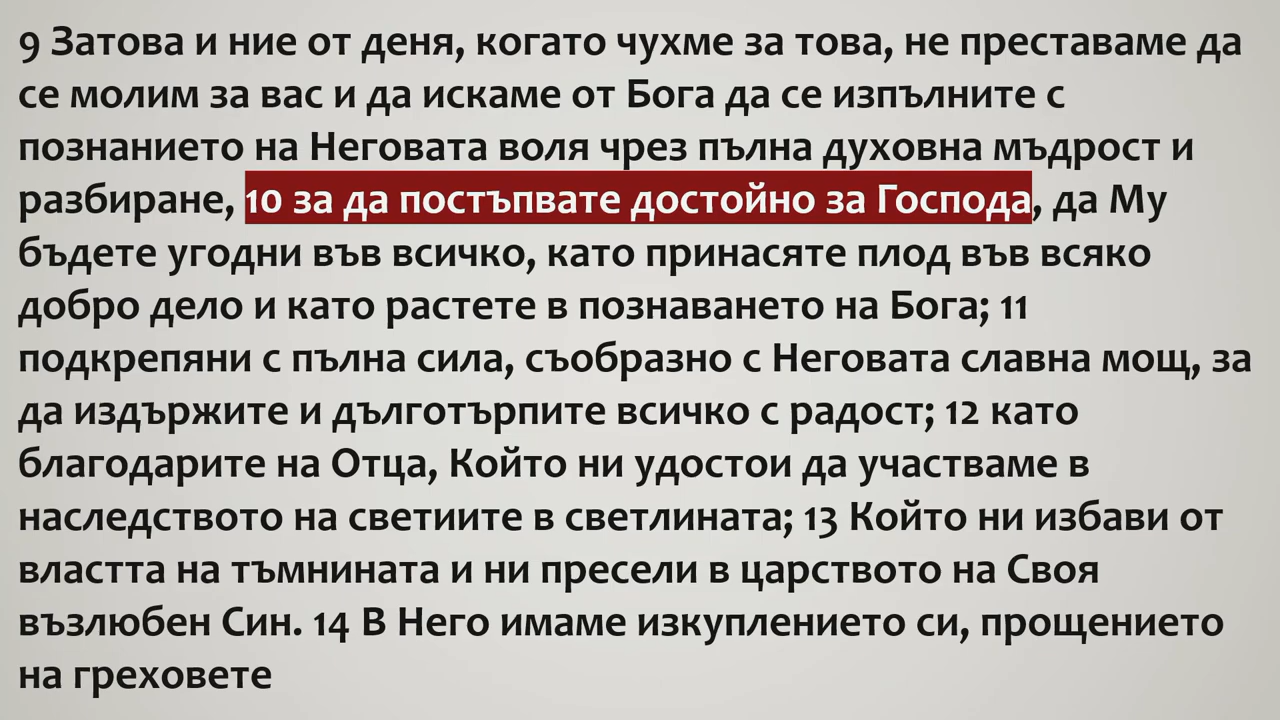 9 Затова и ние от деня, когато чухме за това, не преставаме да
се молим за вас и да искаме от Бога да се изпълните с
познанието на Неговата воля чрез пълна духовна мъдрост и
разбиране, 10 за да постъпвате достойно за Господа, да Му
бъдете угодни във всичко, като принасяте плод във всяко
добро дело и като растете в познаването на Бога; 11
подкрепяни с пълна сила, съобразно с Неговата славна мощ, за
да издържите и дълготърпите всичко с радост; 12 като
благодарите на Отца, Който ни удостои да участваме в
наследството на светиите в светлината; 13 Който ни избави от
властта на тъмнината и ни пресели в царството на Своя
възлюбен Син. 14 В Него имаме изкуплението си, прощението
на греховете